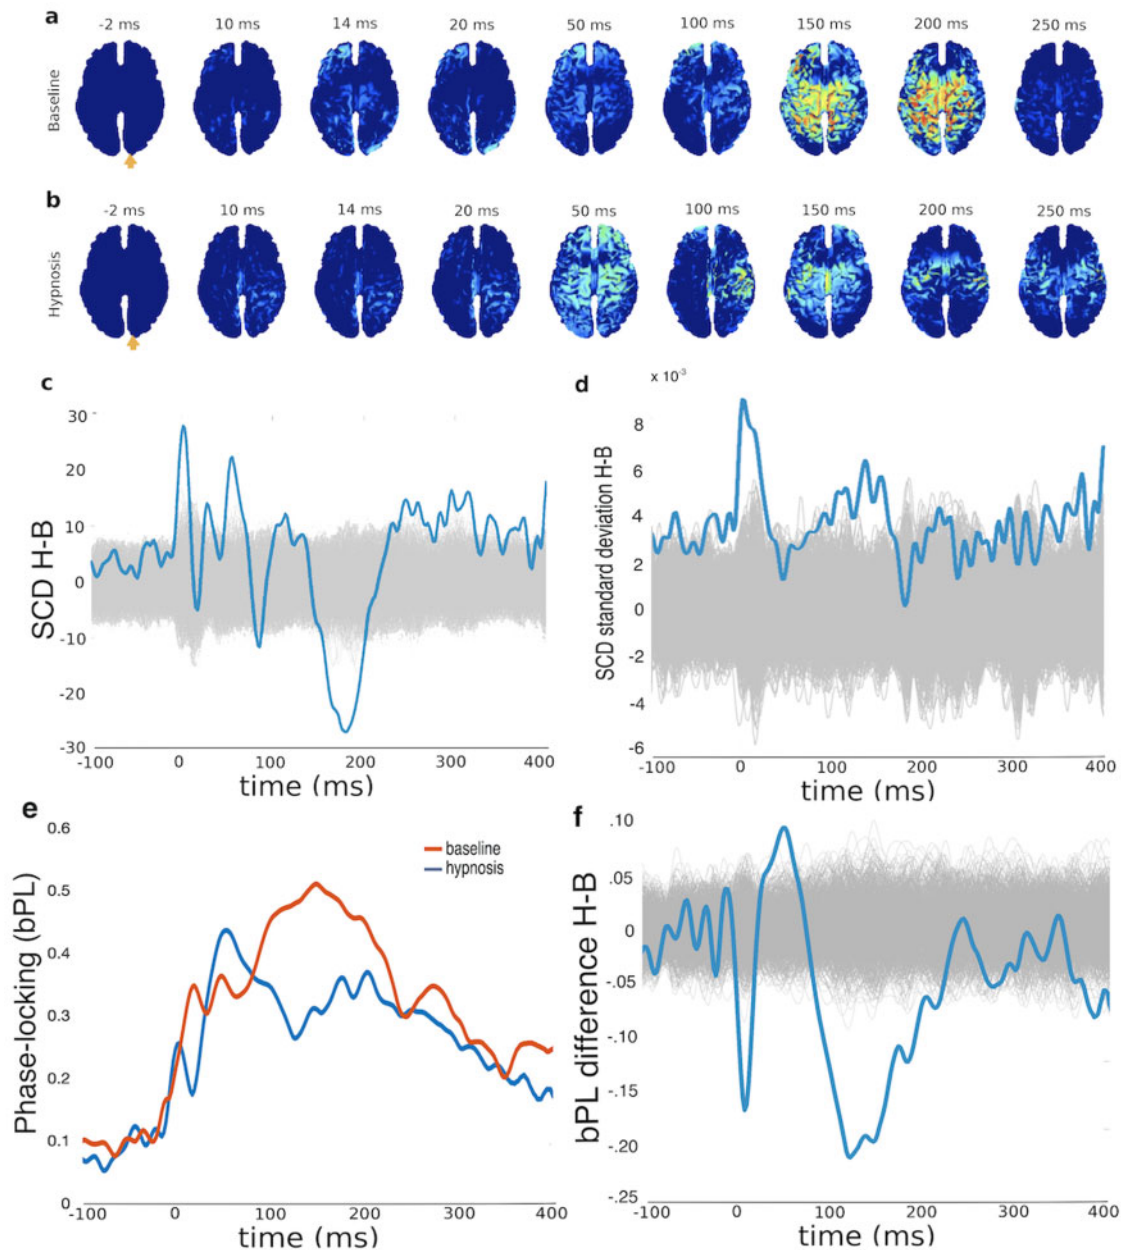 a
-2 ms 10 ms 14 ms 20 ms 50 ms 100 ms 150 ms 200 ms 250 ms
Baseline
b
-2 ms 10 ms 14 ms 20 ms 50 ms 100 ms 150 ms 200 ms 250 ms
Hypnosis
c
SCD H-B
30
20
10
0
-10
-20
-30
-100 0 100 200 300 400
time (ms)
d
x 10-3
SCD standard deviation H-B
8
6
4
2
0
-2
-4
-6
-100 0 100 200 300 400
time (ms)
e
Phase-locking (bPL)
0.6
0.5
0.4
0.3
0.2
0.1
0
baseline
hypnosis
-100 0 100 200 300 400
time (ms)
f
bPL difference H-B
.10
.05
0
-.05
-.10
-.15
-.20
-.25
-100 0 100 200 300 400
time (ms)